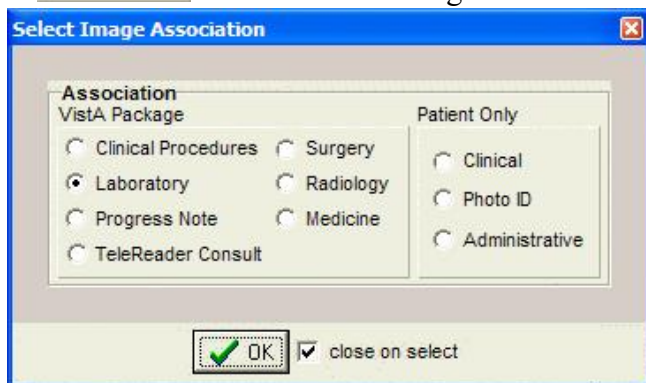 Select Image Association
Association
VistA Package
Patient Only
Clinical Procedures
Surgery
Clinical
Laboratory
Radiology
Photo ID
Progress Note
Medicine
Administrative
TeleReader Consult
OK
close on select